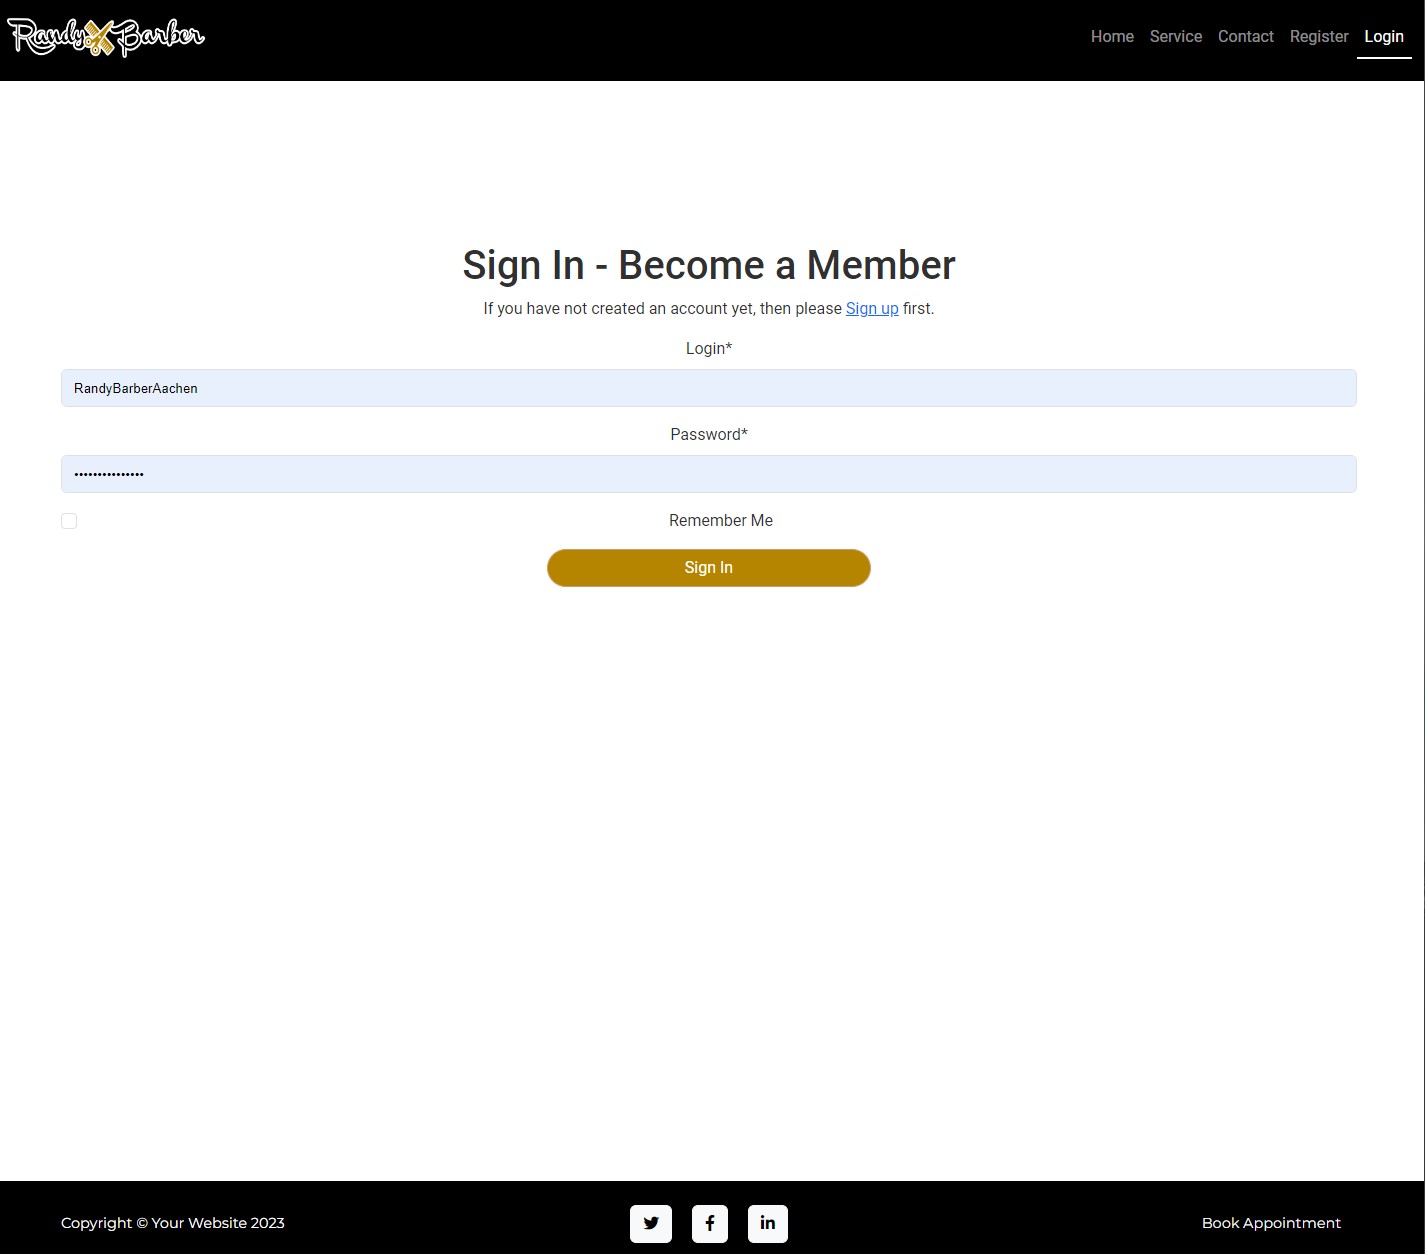 Randy Barber
Home Service Contact Register Login
Sign In - Become a Member
If you have not created an account yet, then please Sign up first.
Login*
RandyBarberAachen
Password*
•••••••••••••••
Remember Me
Sign In
Copyright © Your Website 2023
Book Appointment